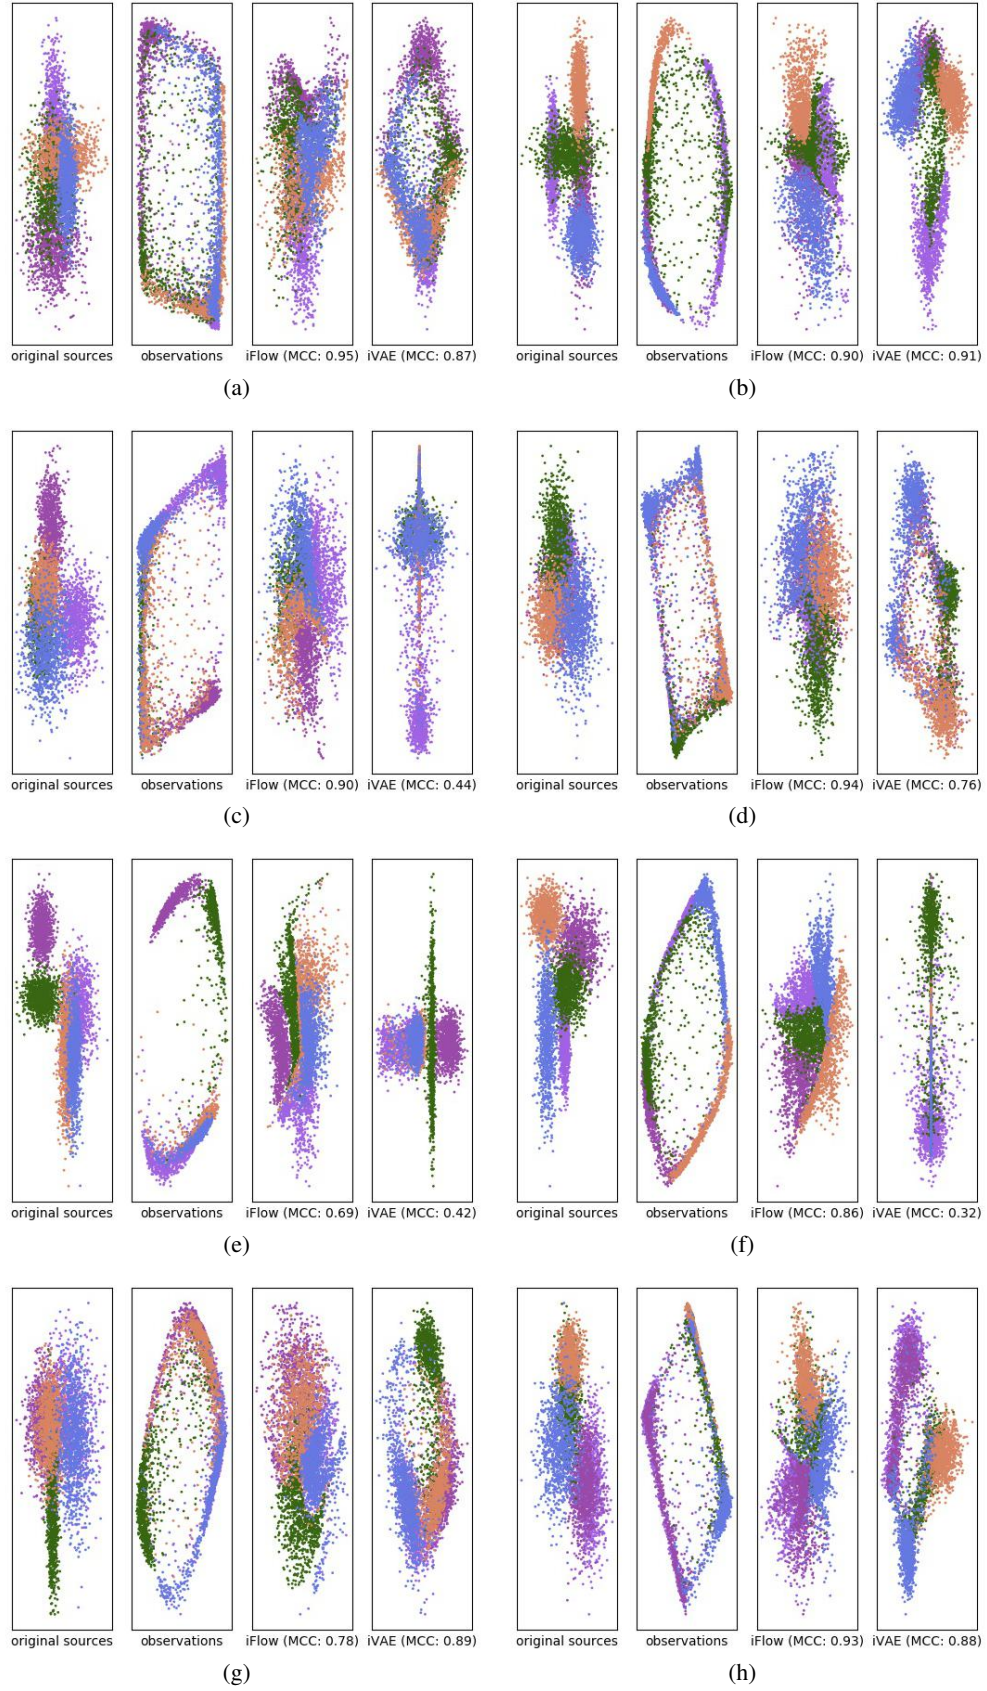 original sources observations iFlow (MCC: 0.95) iVAE (MCC: 0.87)
(a)
original sources observations iFlow (MCC: 0.90) iVAE (MCC: 0.91)
(b)
original sources observations iFlow (MCC: 0.90) iVAE (MCC: 0.44)
(c)
original sources observations iFlow (MCC: 0.94) iVAE (MCC: 0.76)
(d)
original sources observations iFlow (MCC: 0.69) iVAE (MCC: 0.42)
(e)
original sources observations iFlow (MCC: 0.86) iVAE (MCC: 0.32)
(f)
original sources observations iFlow (MCC: 0.78) iVAE (MCC: 0.89)
(g)
original sources observations iFlow (MCC: 0.93) iVAE (MCC: 0.88)
(h)